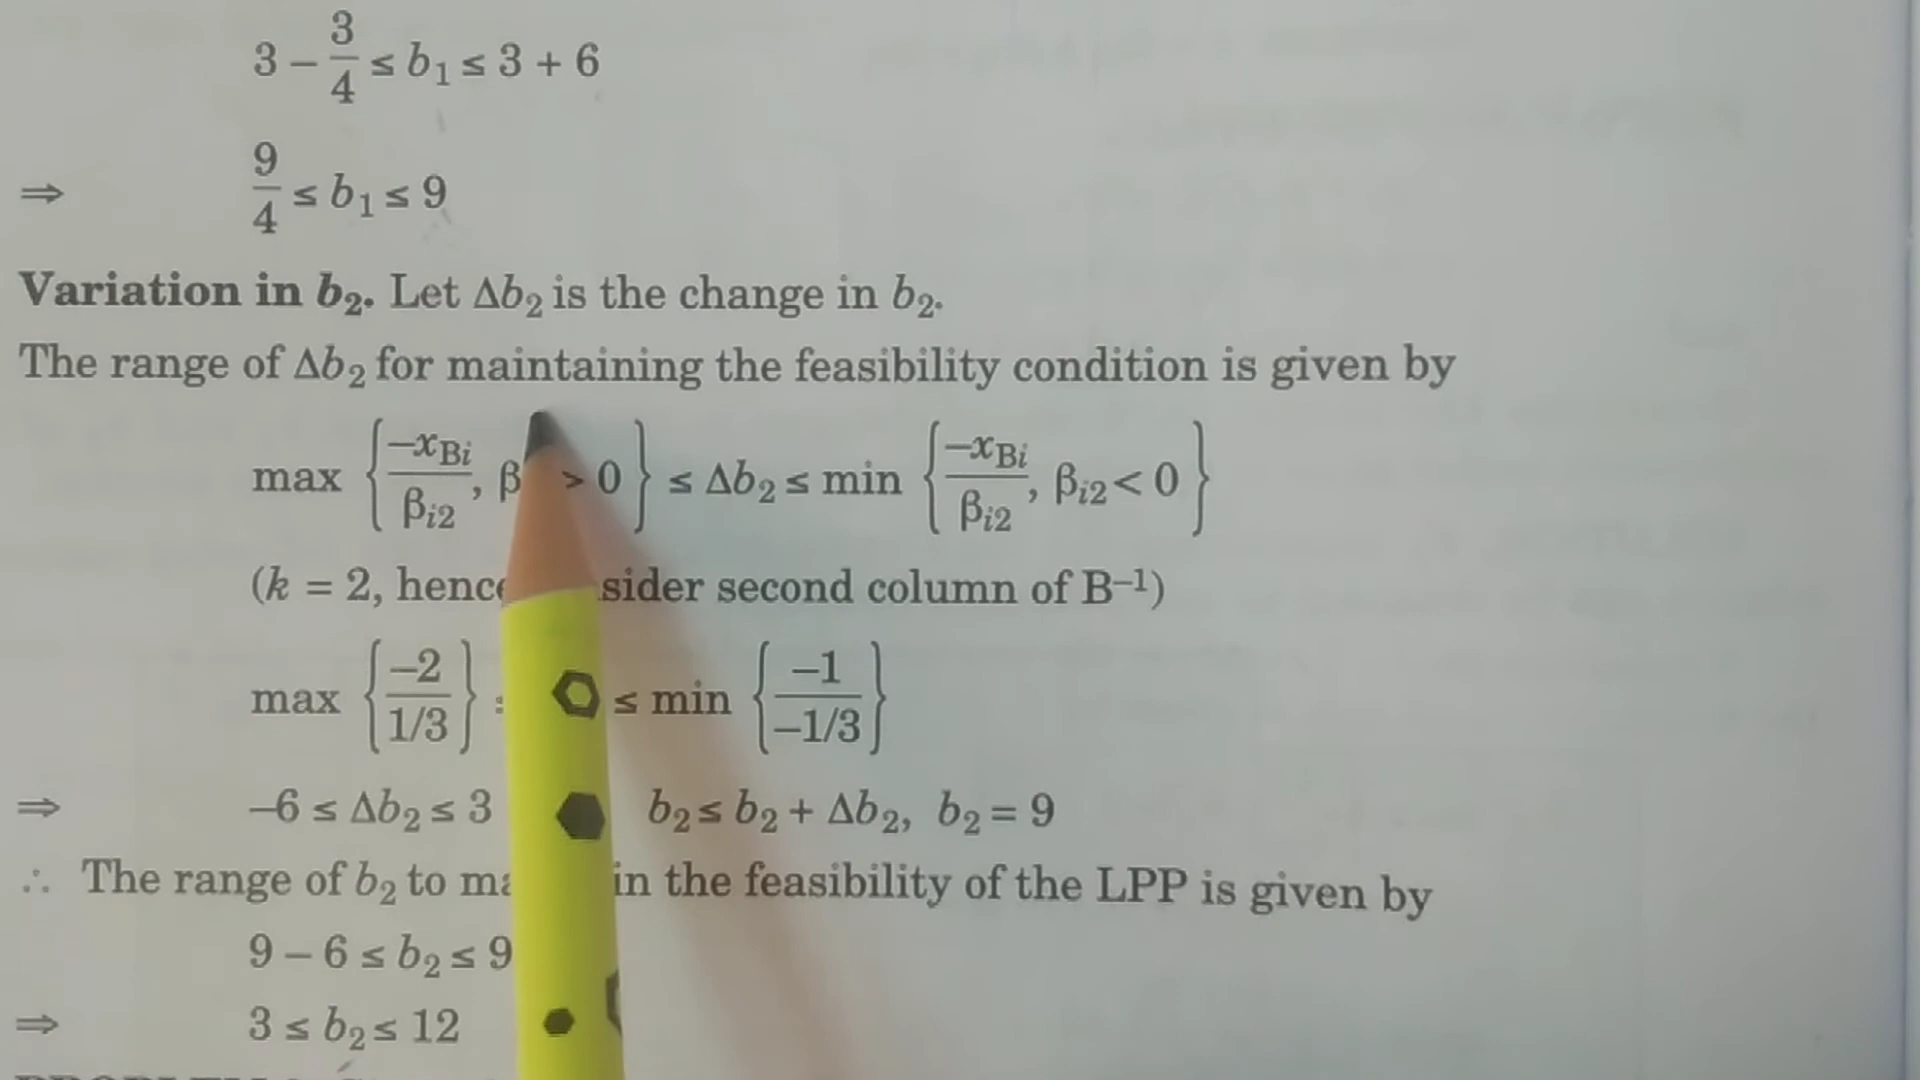 3 − 3/4 ≤ b₁ ≤ 3 + 6
⇒ 9/4 ≤ b₁ ≤ 9
Variation in b₂. Let Δb₂ is the change in b₂.
The range of Δb₂ for maintaining the feasibility condition is given by
max {−x_Bi/β_i2, β > 0} ≤ Δb₂ ≤ min {−x_Bi/β_i2, β_i2 < 0}
(k = 2, hence sider second column of B⁻¹)
max {−2/(1/3)} ≤ min {−1/(−1/3)}
⇒ −6 ≤ Δb₂ ≤ 3 b₂ ≤ b₂ + Δb₂, b₂ = 9
∴ The range of b₂ to ma in the feasibility of the LPP is given by
9 − 6 ≤ b₂ ≤ 9
⇒ 3 ≤ b₂ ≤ 12